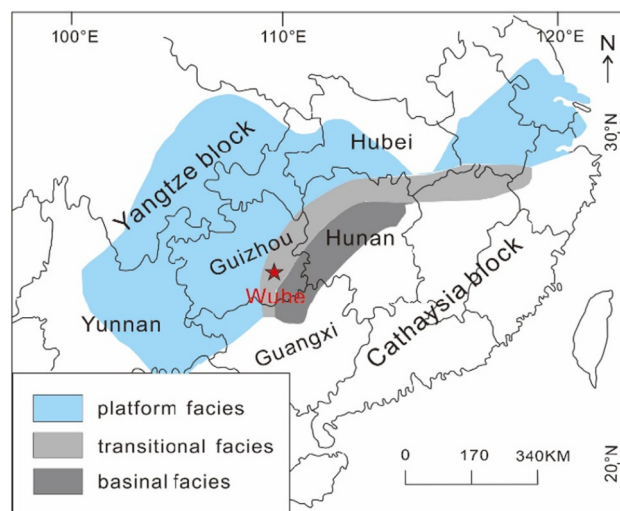 100°E
110°E
120°E
N
30°N
Hubei
Yangtze block
Guizhou
Hunan
Wuhe
Yunnan
Guangxi
Cathaysia block
platform facies
transitional facies
basinal facies
0 170 340KM
20°N